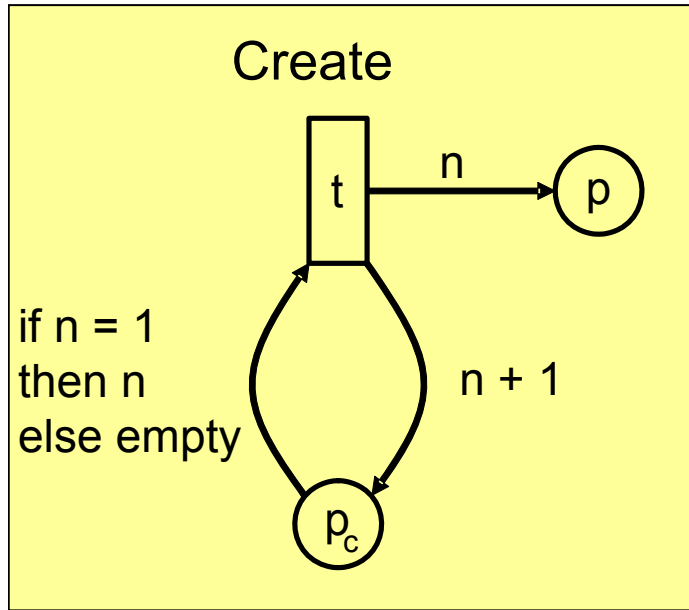 Create
t
n
p
if n = 1
then n
else empty
n + 1
pc